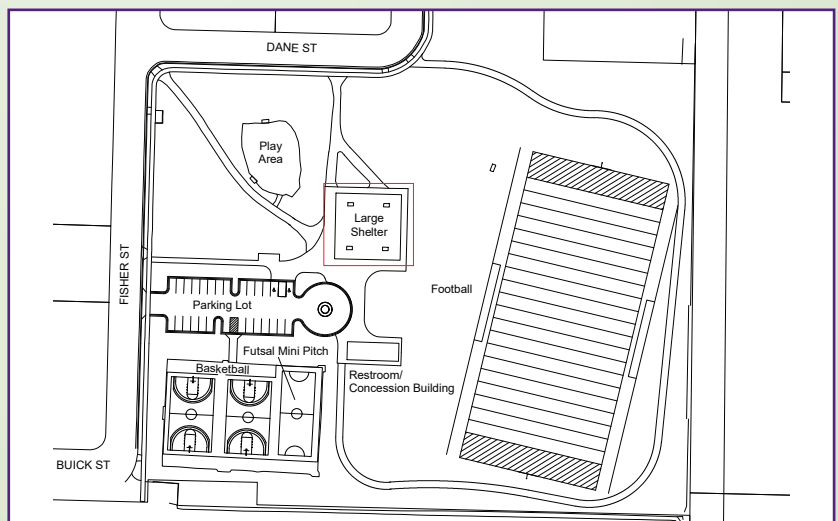 DANE ST
Play
Area
Large
Shelter
FISHER ST
Football
Parking Lot
Futsal Mini Pitch
Basketball
Restroom/
Concession Building
BUICK ST